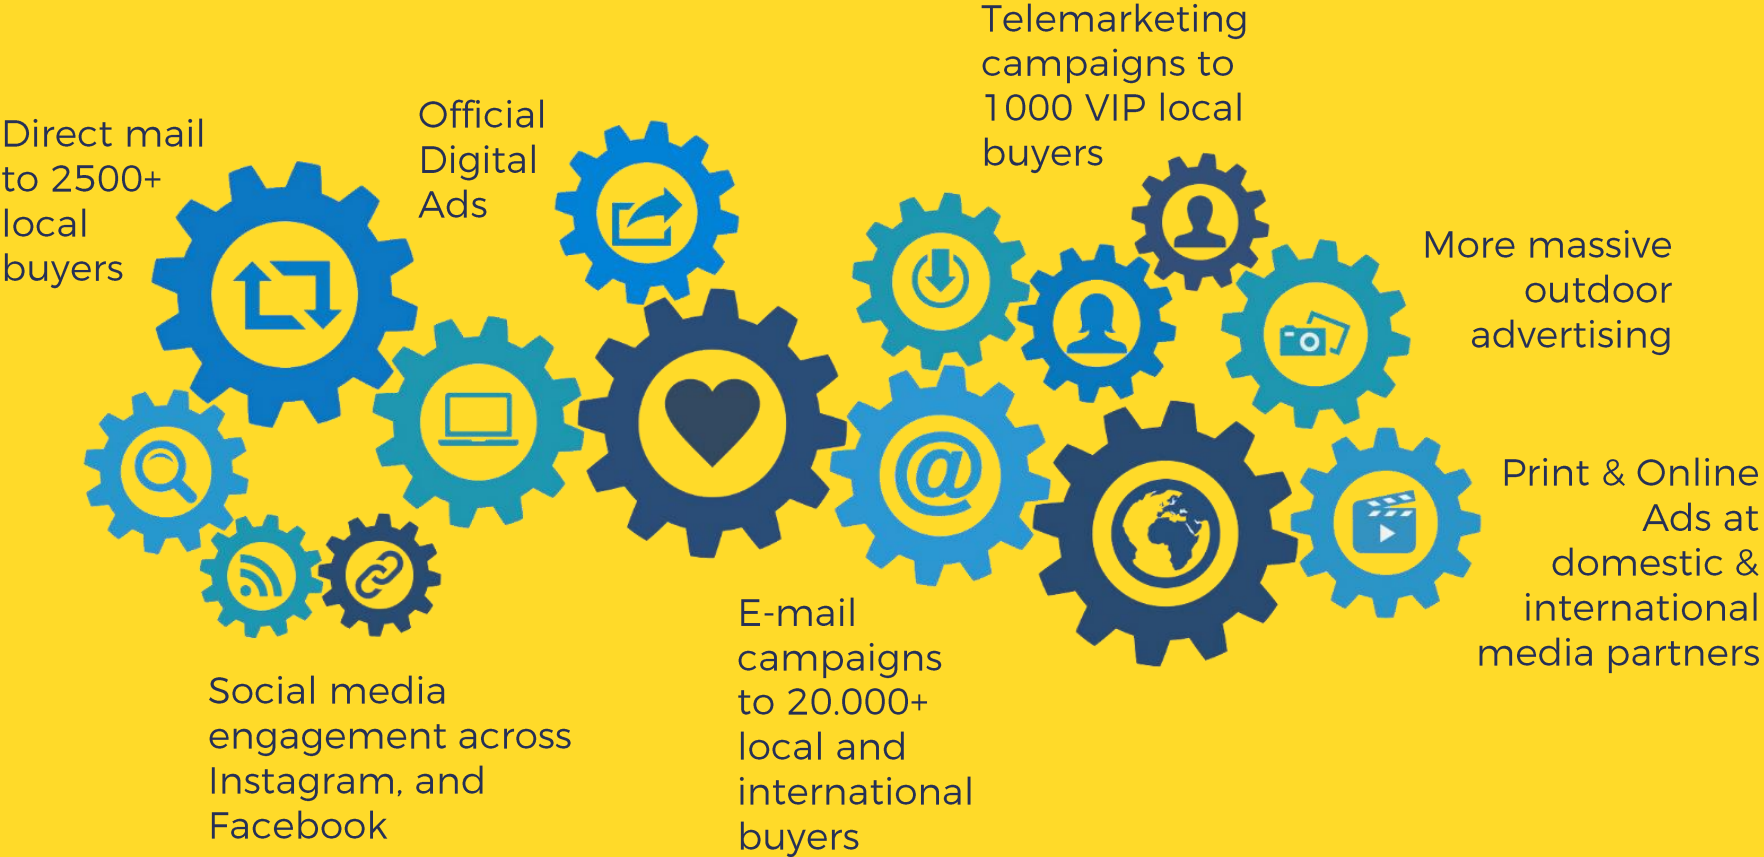 Telemarketing
campaigns to
1000 VIP local
buyers
Official
Digital
Ads
Direct mail
to 2500+
local
buyers
More massive
outdoor
advertising
@
Print & Online
Ads at
domestic &
international
media partners
E-mail
campaigns
to 20.000+
local and
international
buyers
Social media
engagement across
Instagram, and
Facebook